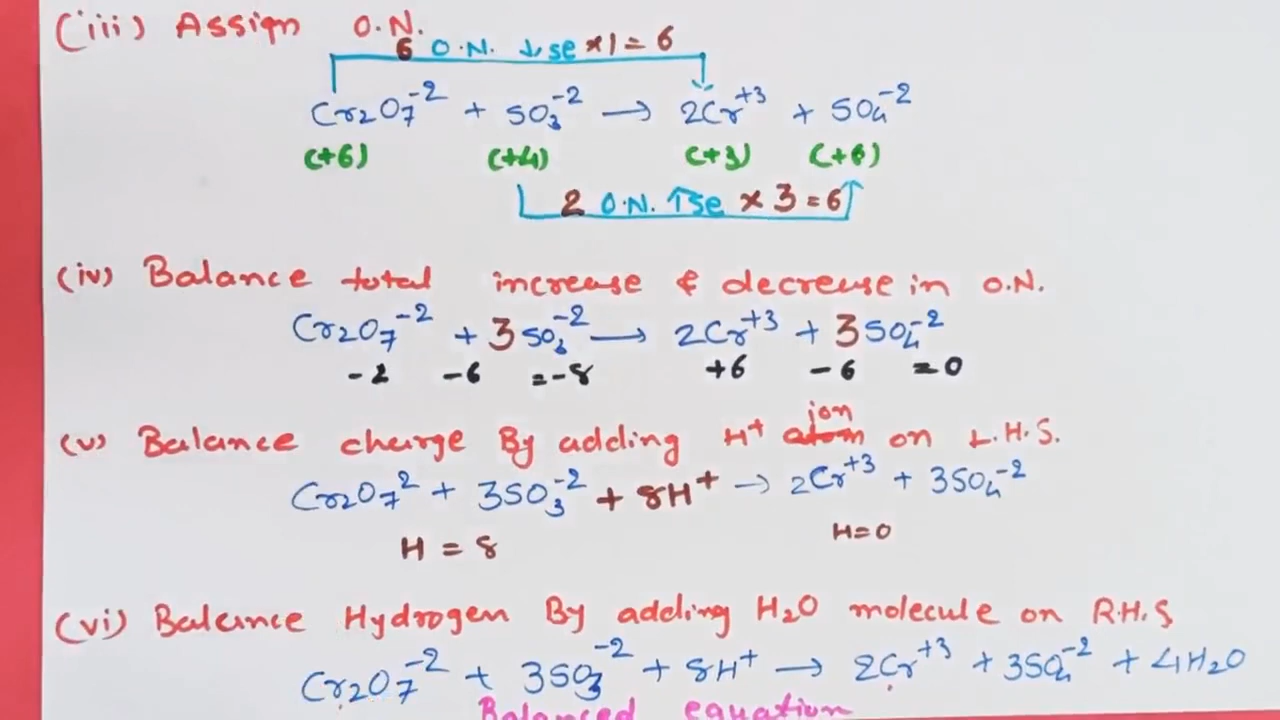 (iii) Assign O.N.
6 O.N. ↓se ×1 = 6
Cr₂O₇⁻² + SO₃⁻² → 2Cr⁺³ + SO₄⁻²
(+6) (+4) (+3) (+6)
2 O.N. ↑se × 3 = 6
(iv) Balance total increase & decrease in O.N.
Cr₂O₇⁻² + 3SO₃⁻² → 2Cr⁺³ + 3SO₄⁻²
-2 -6 =-8 +6 -6 =0
ion
(v) Balance charge By adding H⁺ atom on L.H.S.
Cr₂O₇⁻² + 3SO₃⁻² + 8H⁺ → 2Cr⁺³ + 3SO₄⁻²
H = 8 H=0
(vi) Balance Hydrogen By adding H₂O molecule on R.H.S
Cr₂O₇⁻² + 3SO₃⁻² + 8H⁺ → 2Cr⁺³ + 3SO₄⁻² + 4H₂O
Balanced equation